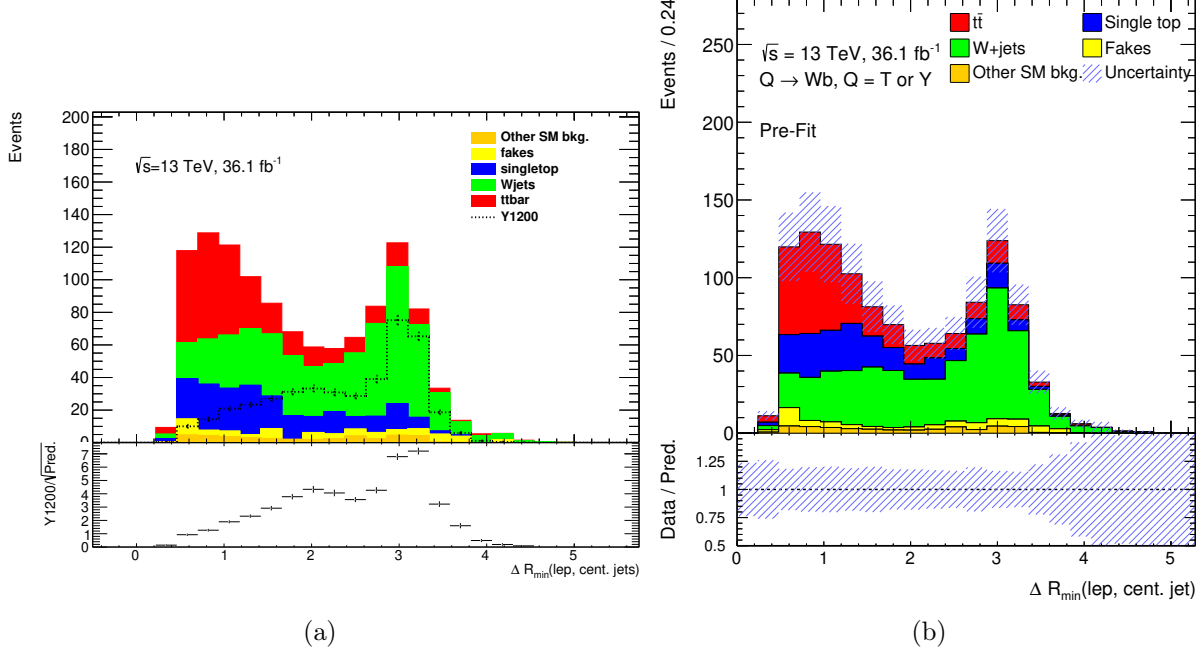 Events
200
180
160
140
120
100
80
60
40
20
0
√s=13 TeV, 36.1 fb⁻¹
Other SM bkg.
fakes
singletop
Wjets
ttbar
Y1200
Y1200/√Pred.
7
6
5
4
3
2
1
0
0 1 2 3 4 5
Δ R_min(lep, cent. jets)
(a)
Events / 0.24
250
200
150
100
50
0
√s = 13 TeV, 36.1 fb⁻¹
Q → Wb, Q = T or Y
Pre-Fit
tt̄ Single top
W+jets Fakes
Other SM bkg. Uncertainty
Data / Pred.
1.25
1
0.75
0.5
0 1 2 3 4 5
Δ R_min(lep, cent. jet)
(b)